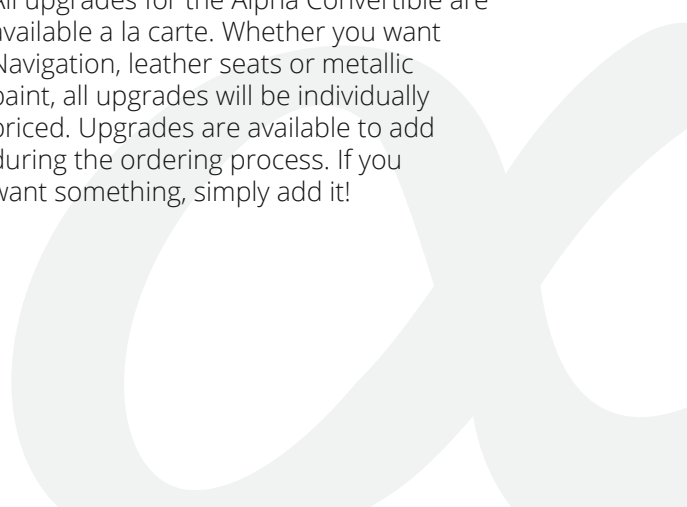 All upgrades for the Alpha Convertible are
available a la carte. Whether you want
Navigation, leather seats or metallic
paint, all upgrades will be individually
priced. Upgrades are available to add
during the ordering process. If you
want something, simply add it!